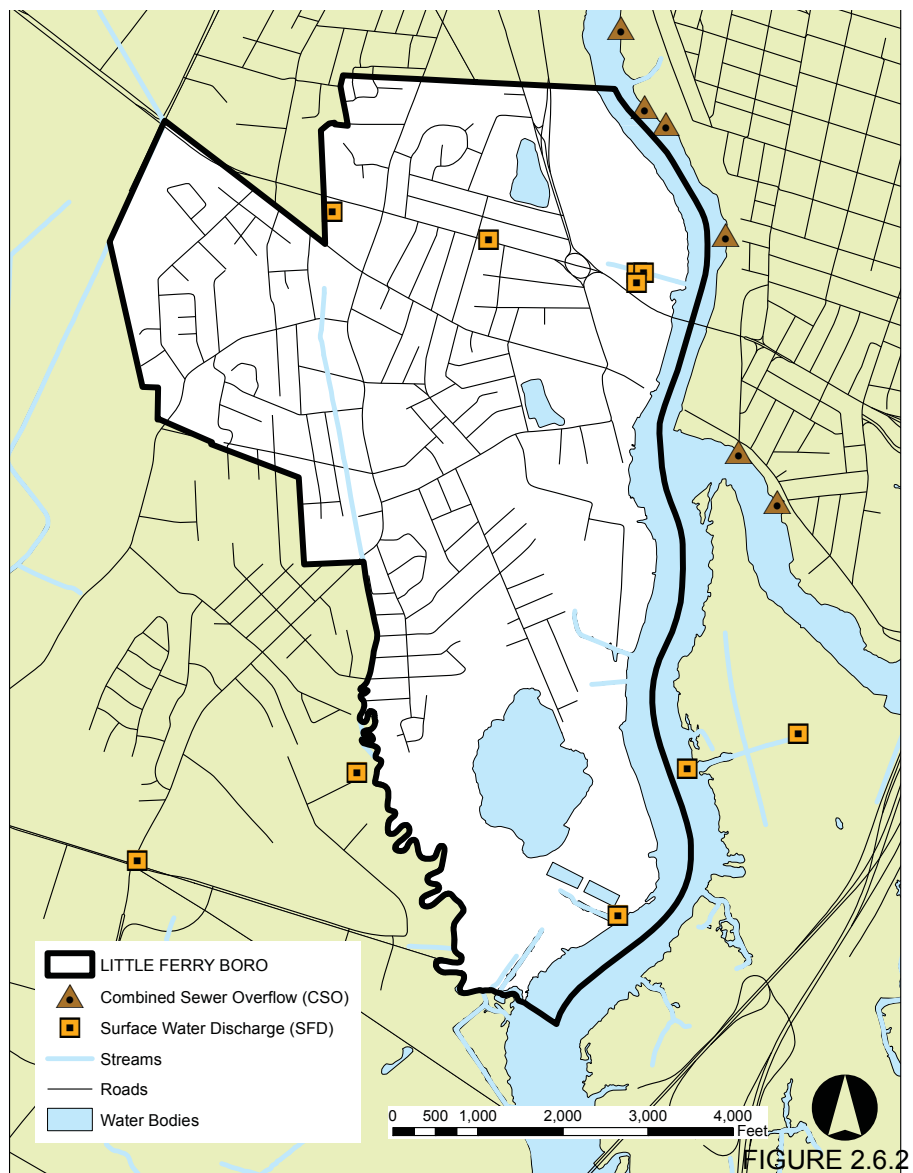 LITTLE FERRY BORO
Combined Sewer Overflow (CSO)
Surface Water Discharge (SFD)
Streams
Roads
Water Bodies
0 500 1,000 2,000 3,000 4,000
Feet
FIGURE 2.6.2